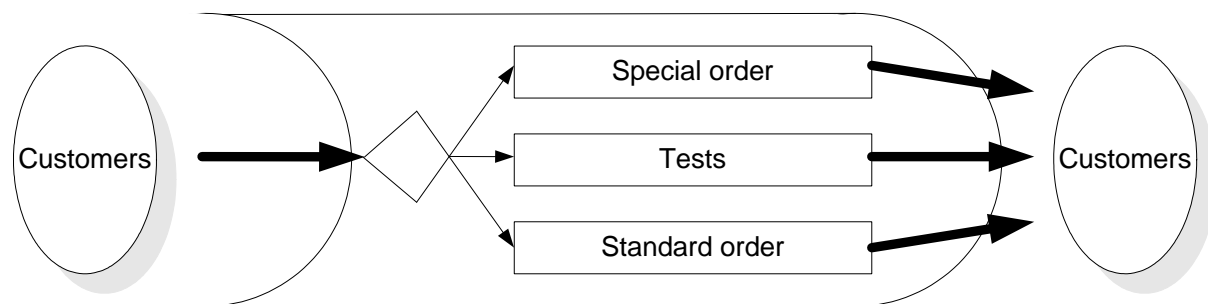 Special order
Customers
Tests
Customers
Standard order